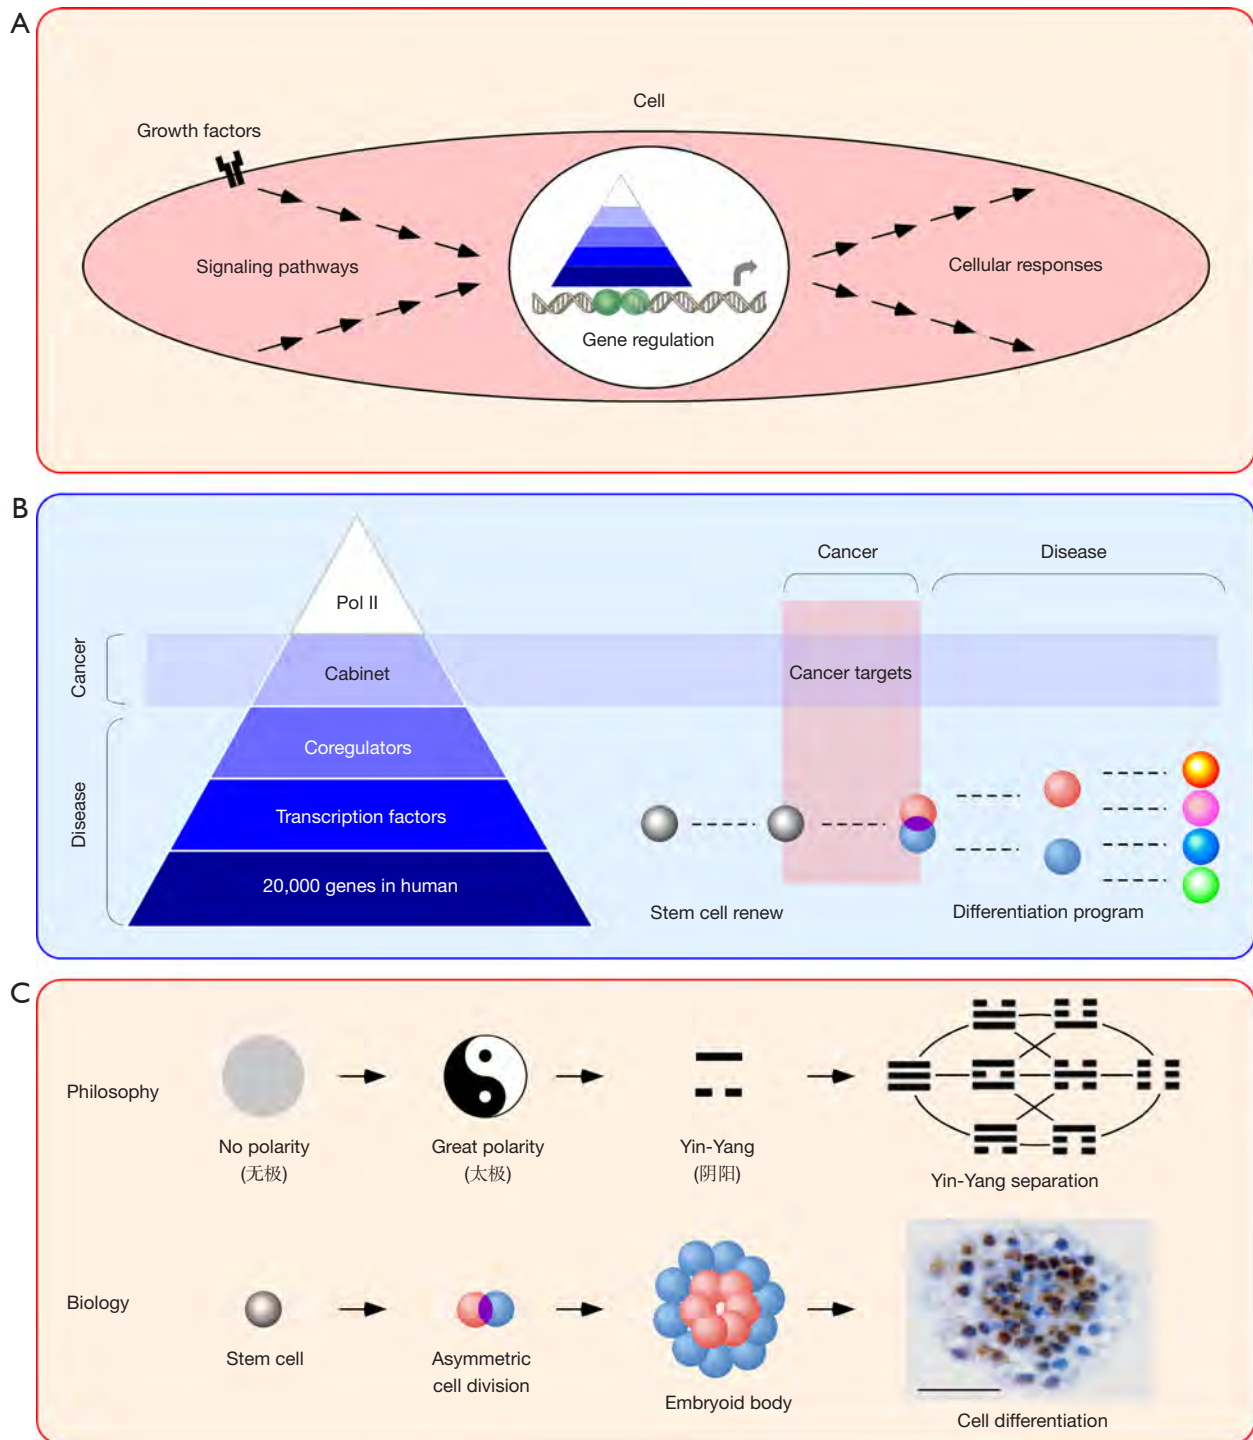 A
Cell
Growth factors
Signaling pathways
Cellular responses
Gene regulation
B
Cancer
Disease
Pol II
Cancer
Cabinet
Cancer targets
Disease
Coregulators
Transcription factors
20,000 genes in human
Stem cell renew
Differentiation program
C
Philosophy
No polarity
(无极)
Great polarity
(太极)
Yin-Yang
(阴阳)
Yin-Yang separation
Biology
Stem cell
Asymmetric
cell division
Embryoid body
Cell differentiation